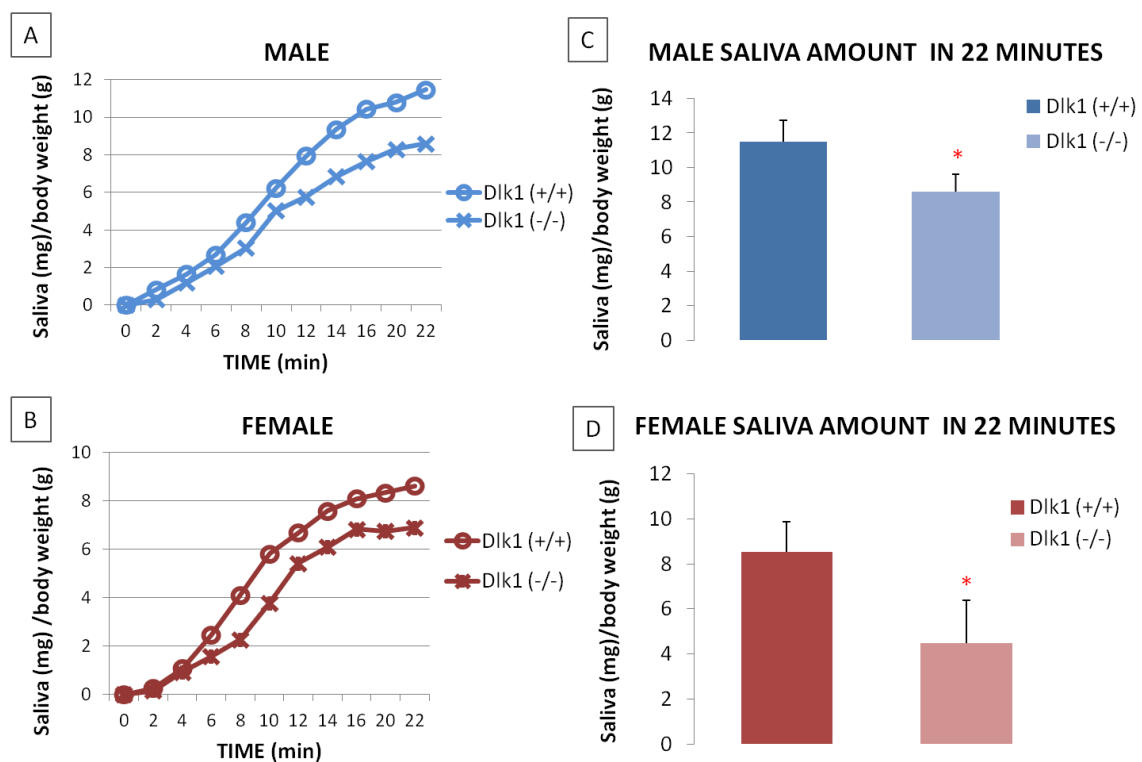 A
MALE
Saliva (mg)/body weight (g)
12
10
8
6
4
2
0
0 2 4 6 8 10 12 14 16 20 22
TIME (min)
Dlk1 (+/+)
Dlk1 (-/-)
B
FEMALE
Saliva (mg) /body weight (g)
10
8
6
4
2
0
0 2 4 6 8 10 12 14 16 20 22
TIME (min)
Dlk1 (+/+)
Dlk1 (-/-)
C
MALE SALIVA AMOUNT IN 22 MINUTES
Saliva (mg)/body weight (g)
14
12
10
8
6
4
2
0
*
Dlk1 (+/+)
Dlk1 (-/-)
D
FEMALE SALIVA AMOUNT IN 22 MINUTES
Saliva (mg)/body weight (g)
12
10
8
6
4
2
0
*
Dlk1 (+/+)
Dlk1 (-/-)